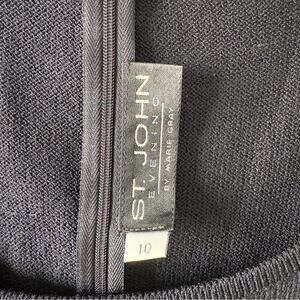 ST. JOHN
EVENING
BY MARIE GRAY
10